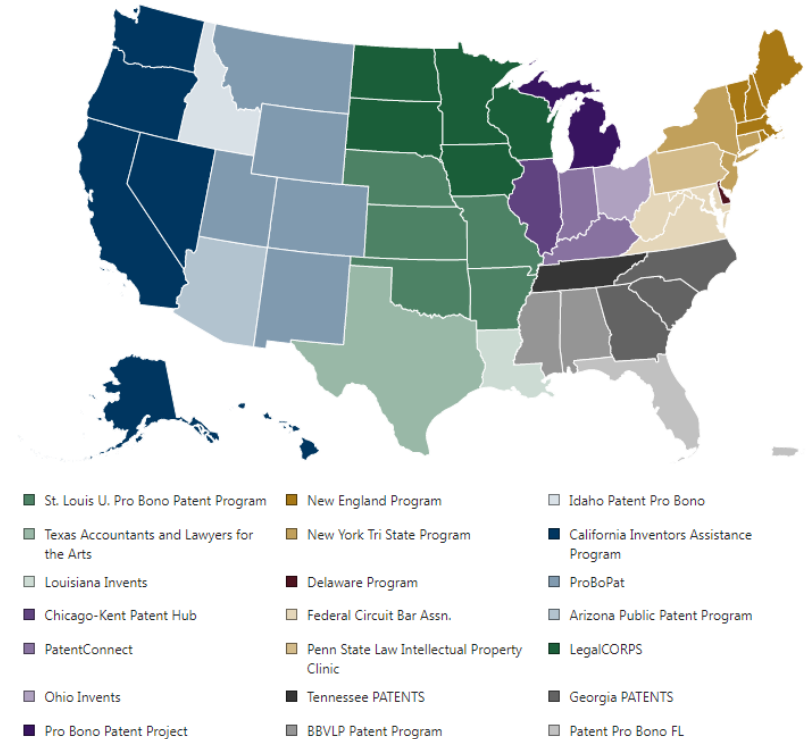 St. Louis U. Pro Bono Patent Program
New England Program
Idaho Patent Pro Bono
Texas Accountants and Lawyers for
the Arts
New York Tri State Program
California Inventors Assistance
Program
Louisiana Invents
Delaware Program
ProBoPat
Chicago-Kent Patent Hub
Federal Circuit Bar Assn.
Arizona Public Patent Program
PatentConnect
Penn State Law Intellectual Property
Clinic
LegalCORPS
Ohio Invents
Tennessee PATENTS
Georgia PATENTS
Pro Bono Patent Project
BBVLP Patent Program
Patent Pro Bono FL